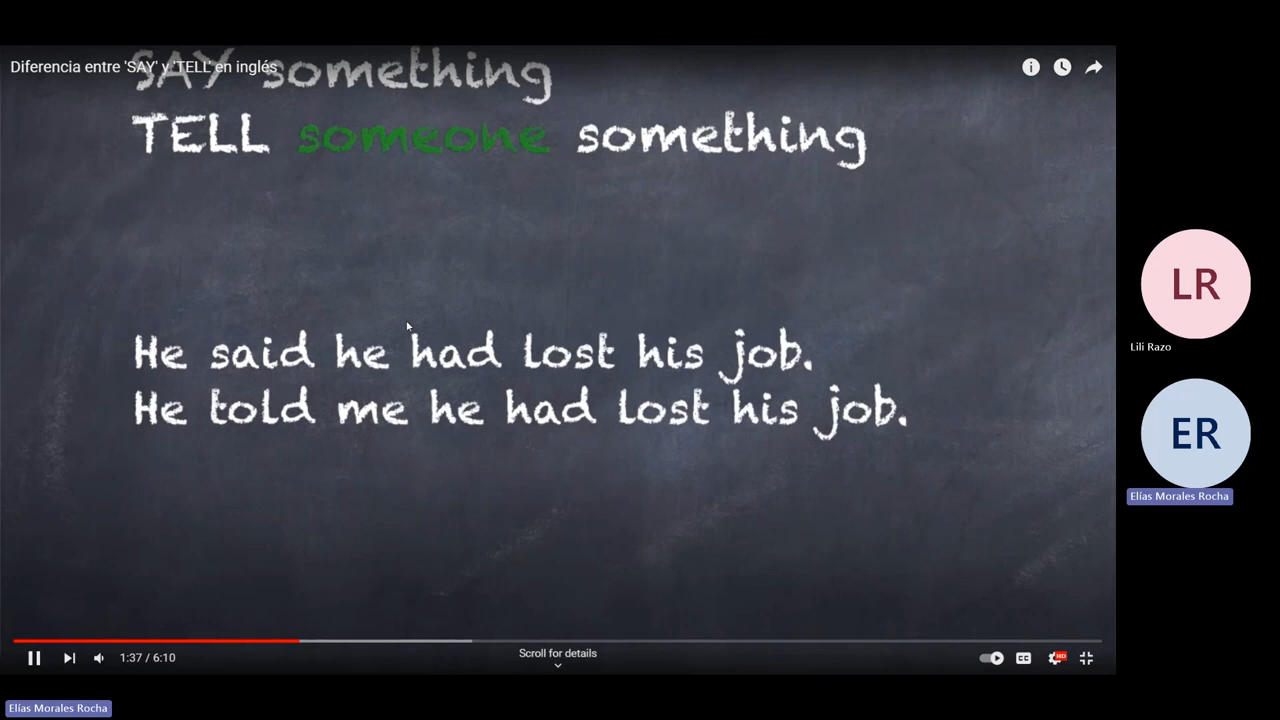 Diferencia entre 'SAY' y 'TELL' en inglés
SAY something
TELL someone something
He said he had lost his job.
He told me he had lost his job.
LR
Lili Razo
ER
Elías Morales Rocha
1:37 / 6:10
Scroll for details
CC
HD
Elías Morales Rocha